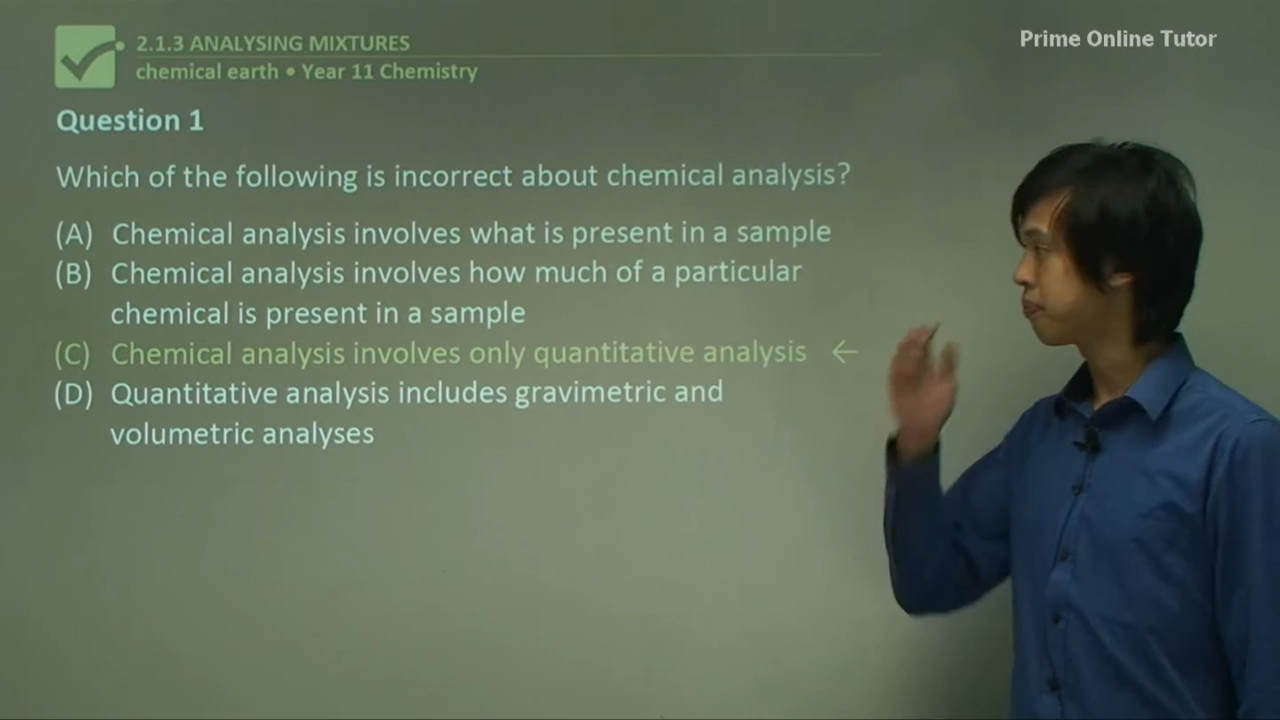 2.1.3 ANALYSING MIXTURES
chemical earth • Year 11 Chemistry
Prime Online Tutor
Question 1
Which of the following is incorrect about chemical analysis?
(A) Chemical analysis involves what is present in a sample
(B) Chemical analysis involves how much of a particular
chemical is present in a sample
(C) Chemical analysis involves only quantitative analysis ←
(D) Quantitative analysis includes gravimetric and
volumetric analyses